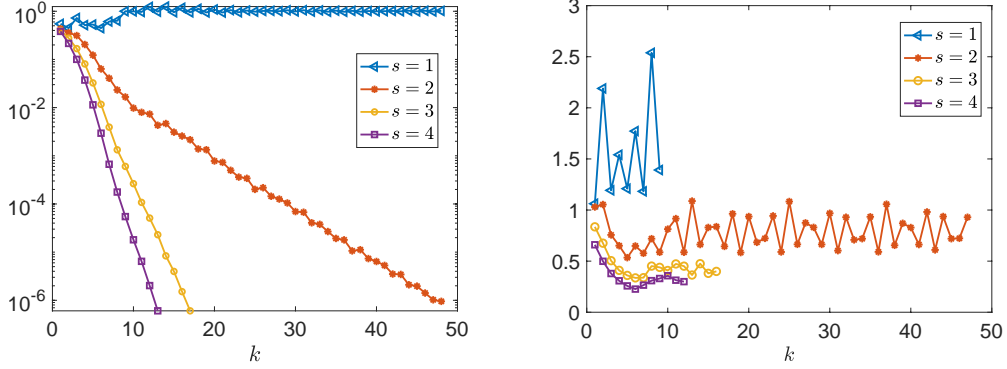 10^0
10^-2
10^-4
10^-6
0 10 20 30 40 50
k
s = 1
s = 2
s = 3
s = 4
3
2.5
2
1.5
1
0.5
0
0 10 20 30 40 50
k
s = 1
s = 2
s = 3
s = 4